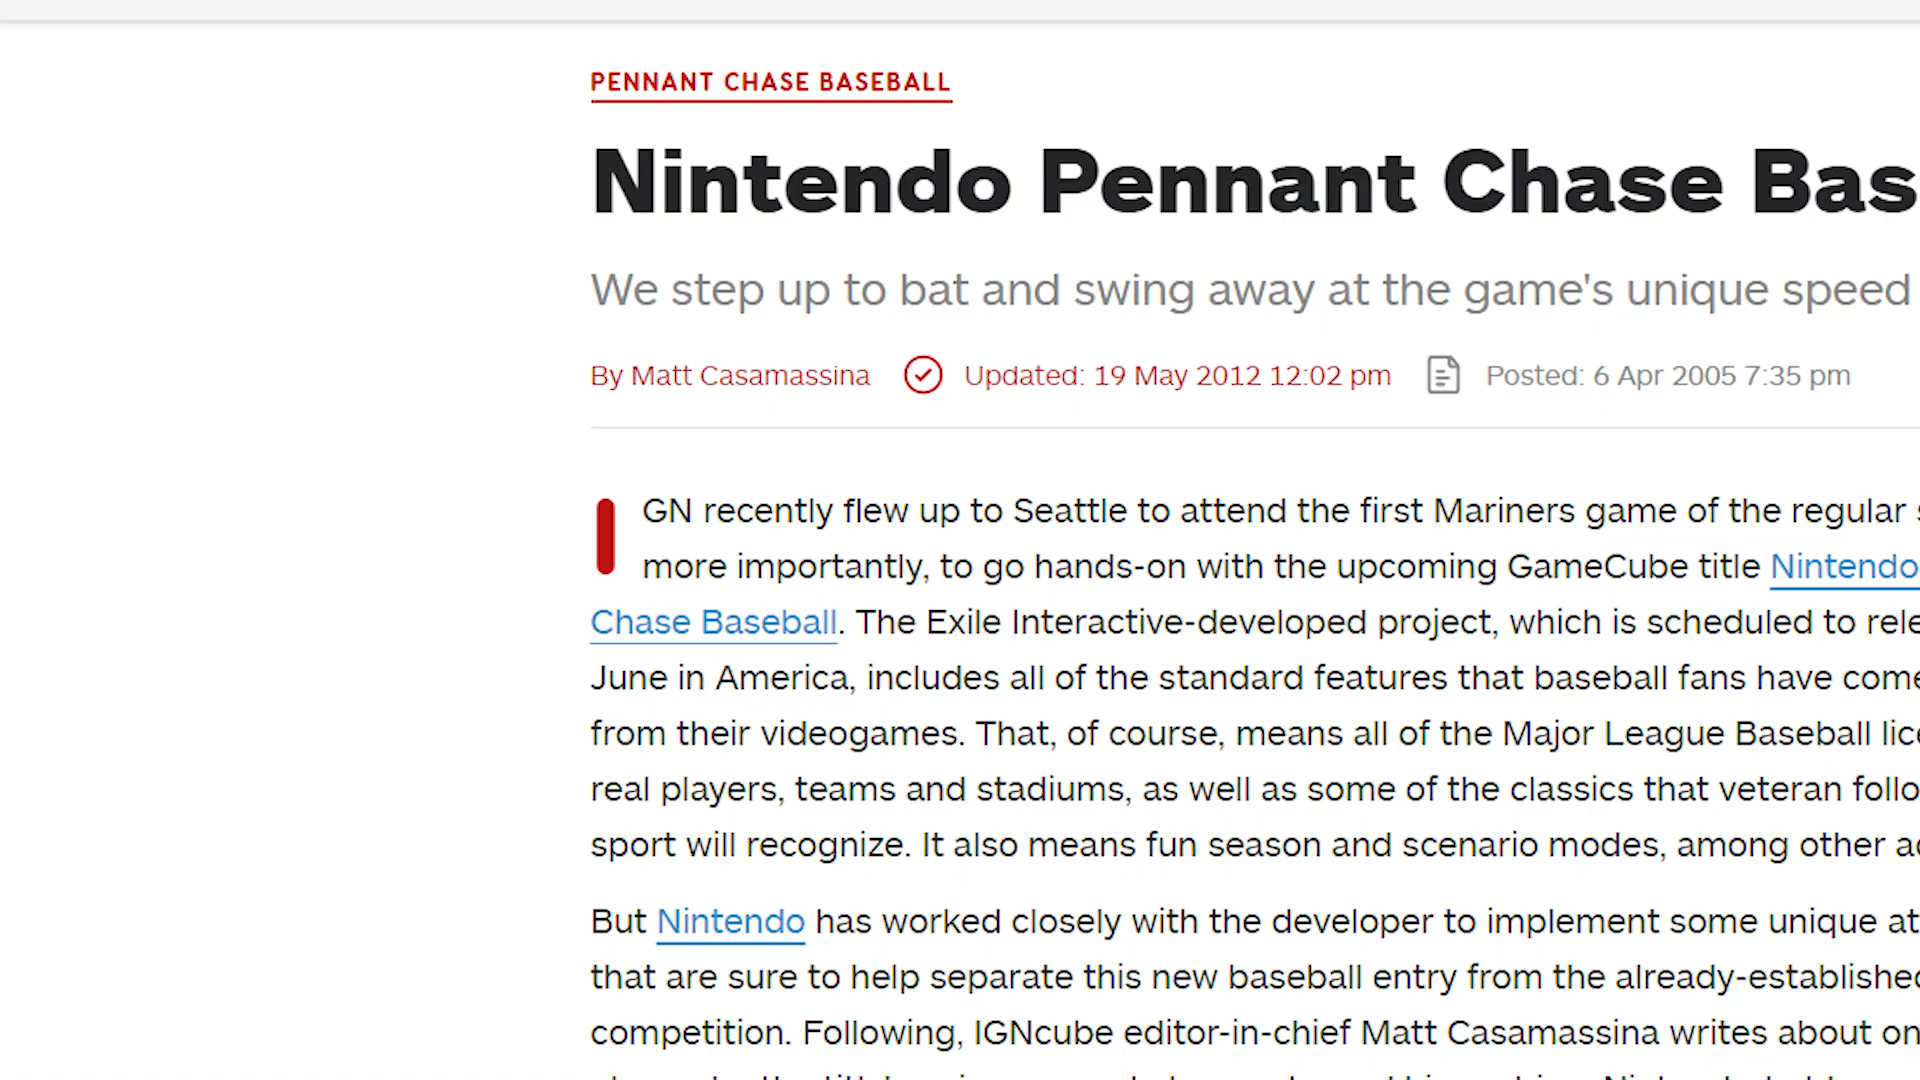 PENNANT CHASE BASEBALL
Nintendo Pennant Chase Bas
We step up to bat and swing away at the game's unique speed
By Matt Casamassina Updated: 19 May 2012 12:02 pm Posted: 6 Apr 2005 7:35 pm
IGN recently flew up to Seattle to attend the first Mariners game of the regular
more importantly, to go hands-on with the upcoming GameCube title Nintendo
Chase Baseball. The Exile Interactive-developed project, which is scheduled to rele
June in America, includes all of the standard features that baseball fans have come
from their videogames. That, of course, means all of the Major League Baseball lice
real players, teams and stadiums, as well as some of the classics that veteran follo
sport will recognize. It also means fun season and scenario modes, among other a
But Nintendo has worked closely with the developer to implement some unique at
that are sure to help separate this new baseball entry from the already-established
competition. Following, IGNcube editor-in-chief Matt Casamassina writes about on